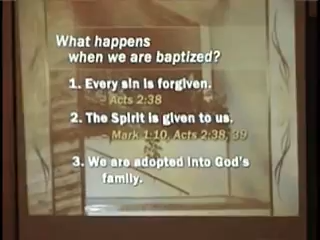 What happens
when we are baptized?
1. Every sin is forgiven.
– Acts 2:38
2. The Spirit is given to us.
– Mark 1:10, Acts 2:38, 39
3. We are adopted into God's
family.